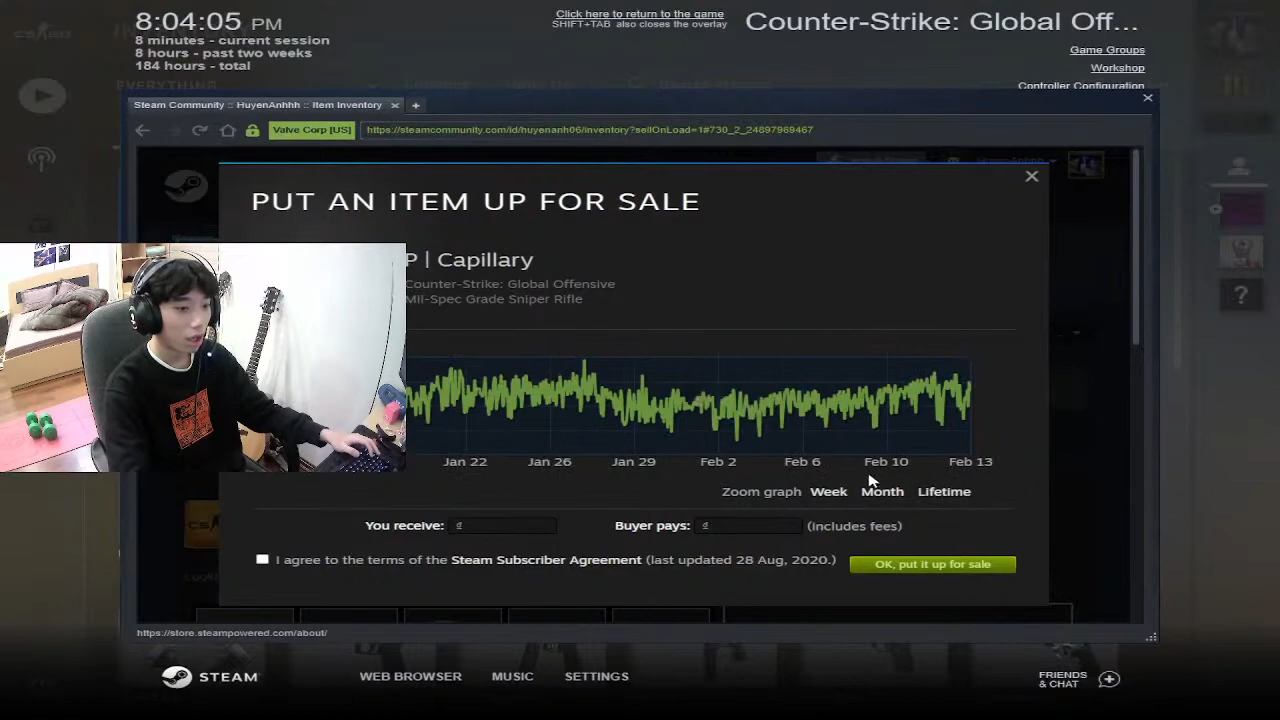 8:04:05 PM
8 minutes - current session
8 hours - past two weeks
184 hours - total
Click here to return to the game
SHIFT+TAB also closes the overlay
Counter-Strike: Global Off...
Game Groups
Workshop
Controller Configuration
Steam Community :: HuyenAnhhh :: Item Inventory
Valve Corp [US]
https://steamcommunity.com/id/huyenanh06/inventory?sellOnLoad=1#730_2_24897969467
PUT AN ITEM UP FOR SALE
P | Capillary
Counter-Strike: Global Offensive
Mil-Spec Grade Sniper Rifle
Jan 22 Jan 26 Jan 29 Feb 2 Feb 6 Feb 10 Feb 13
Zoom graph Week Month Lifetime
You receive: ₫ Buyer pays: ₫ (includes fees)
I agree to the terms of the Steam Subscriber Agreement (last updated 28 Aug, 2020.)
OK, put it up for sale
https://store.steampowered.com/about/
STEAM WEB BROWSER MUSIC SETTINGS
FRIENDS
& CHAT